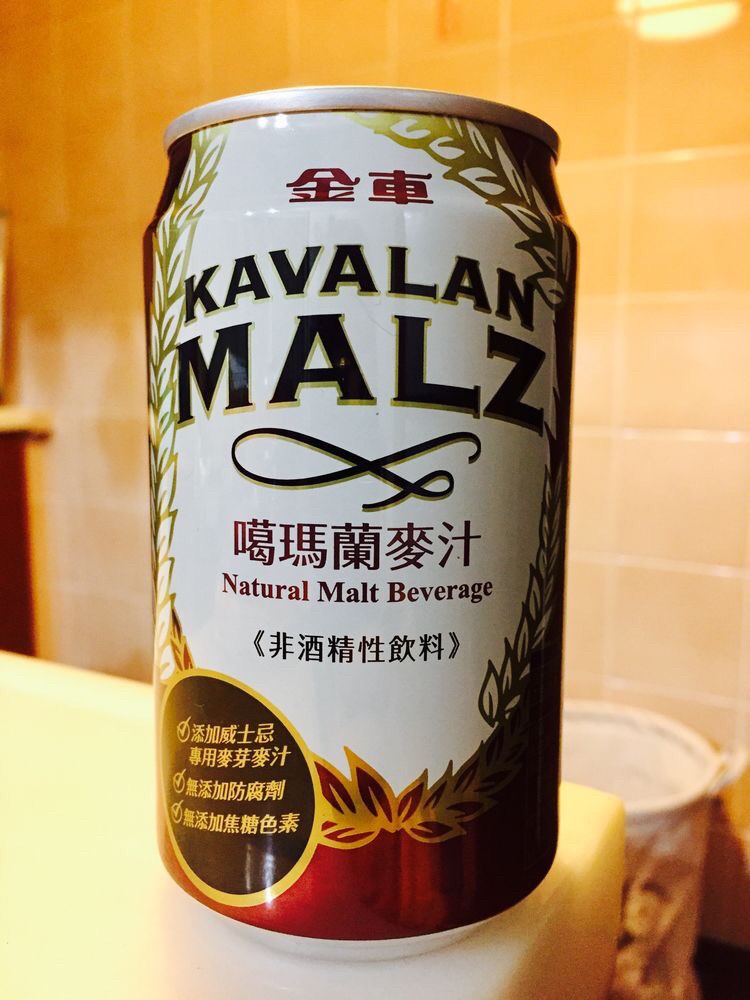 金車
KAVALAN
MALZ
噶瑪蘭麥汁
Natural Malt Beverage
《非酒精性飲料》
添加威士忌
專用麥芽麥汁
無添加防腐劑
無添加焦糖色素